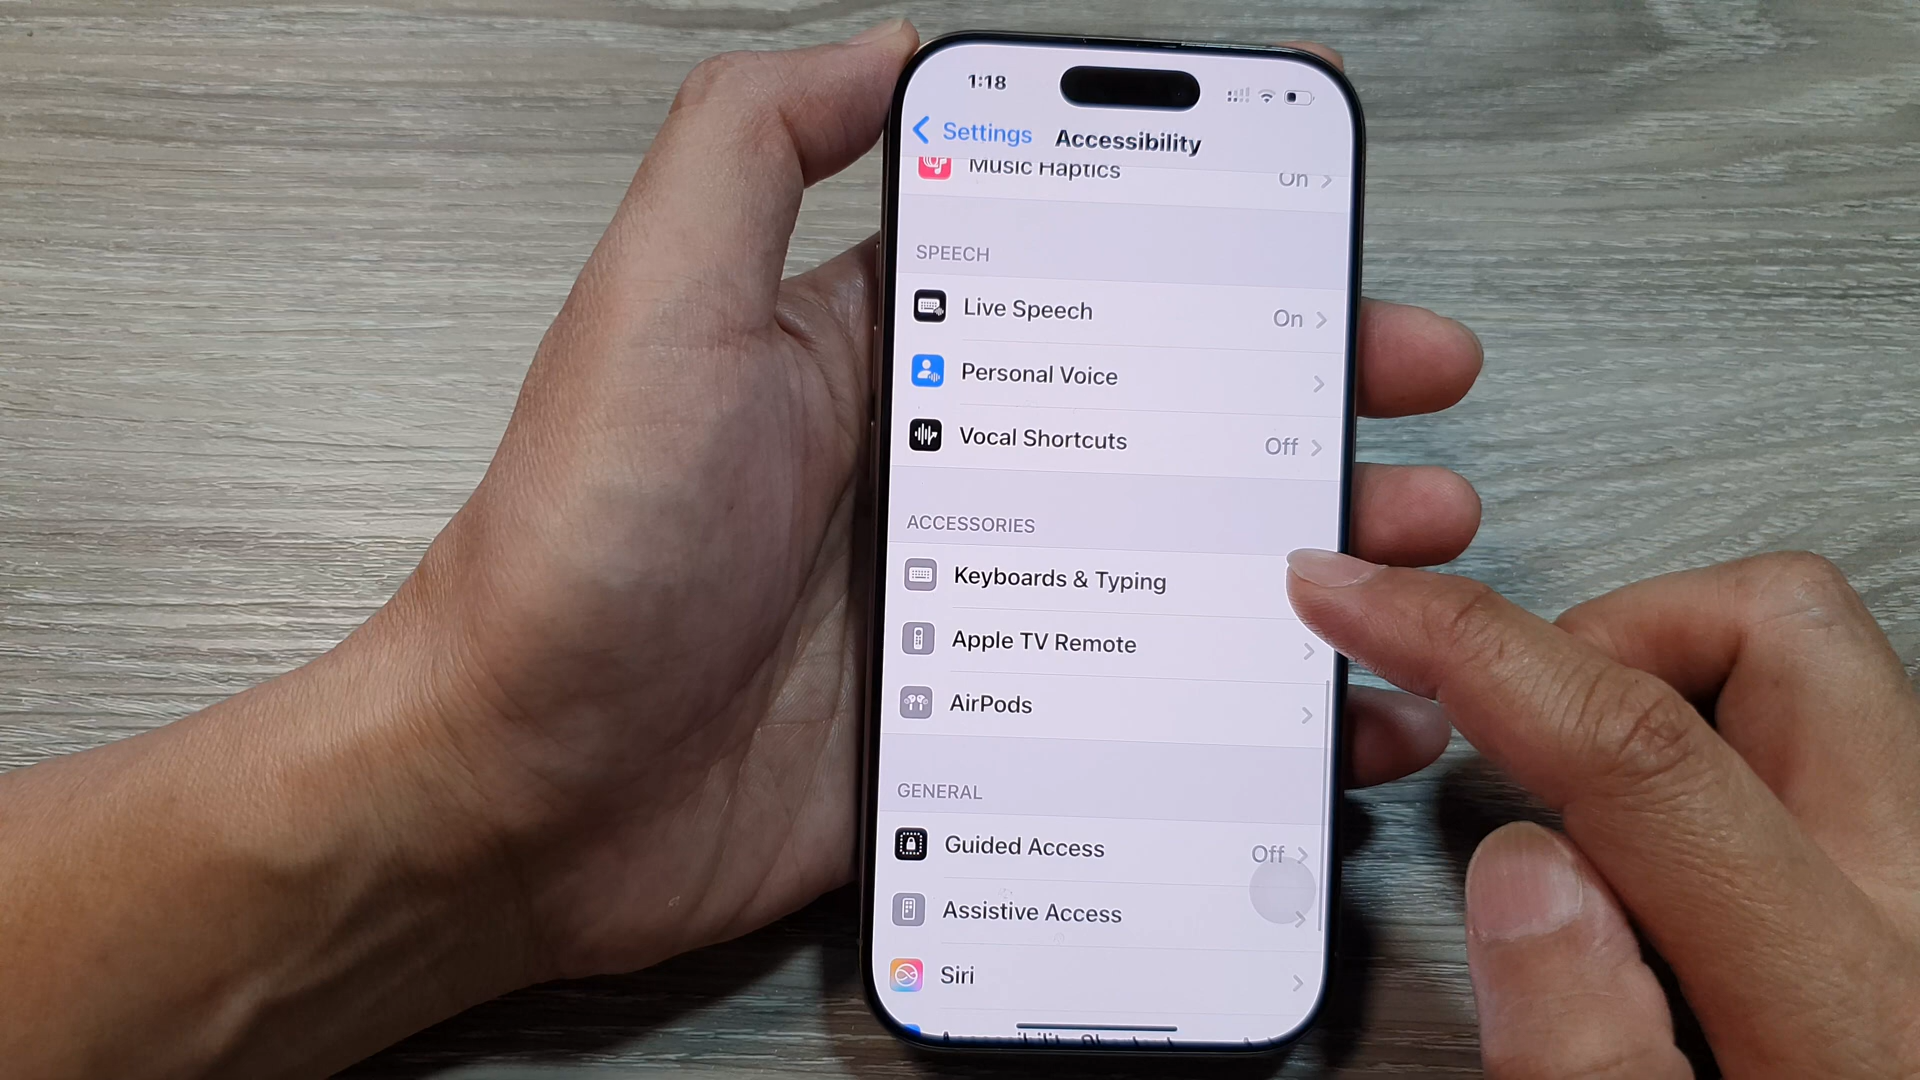 1:18
Settings
Accessibility
Music Haptics
On
SPEECH
Live Speech
On
Personal Voice
Vocal Shortcuts
Off
ACCESSORIES
Keyboards & Typing
Apple TV Remote
AirPods
GENERAL
Guided Access
Off
Assistive Access
Siri